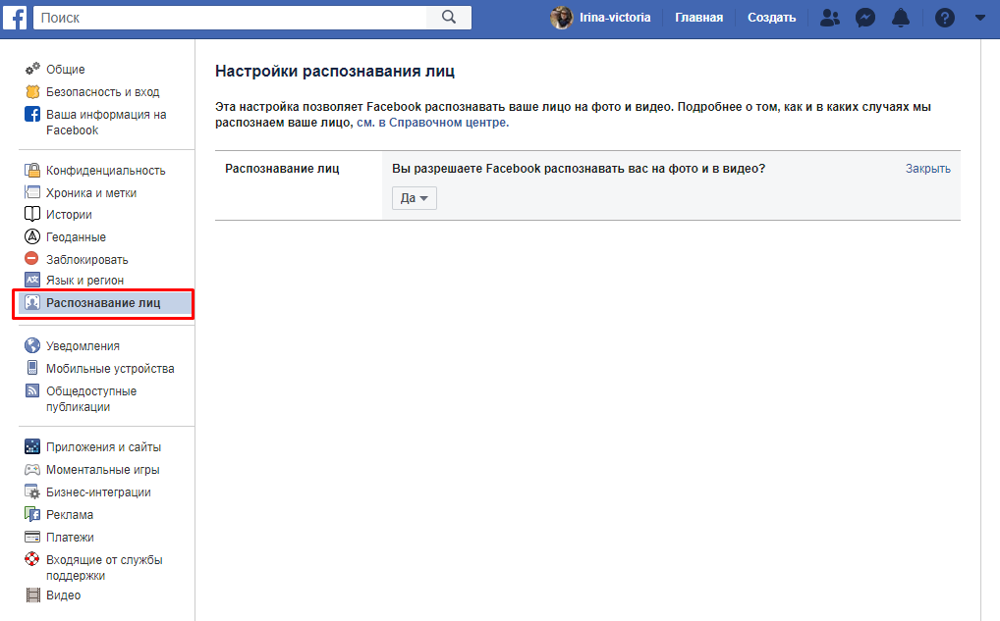 Поиск
Irina-victoria
Главная
Создать
Общие
Безопасность и вход
Ваша информация на
Facebook
Конфиденциальность
Хроника и метки
Истории
Геоданные
Заблокировать
Язык и регион
Распознавание лиц
Уведомления
Мобильные устройства
Общедоступные
публикации
Приложения и сайты
Моментальные игры
Бизнес-интеграции
Реклама
Платежи
Входящие от службы
поддержки
Видео
Настройки распознавания лиц
Эта настройка позволяет Facebook распознавать ваше лицо на фото и видео. Подробнее о том, как и в каких случаях мы
распознаем ваше лицо, см. в Справочном центре.
Распознавание лиц
Вы разрешаете Facebook распознавать вас на фото и в видео?
Закрыть
Да